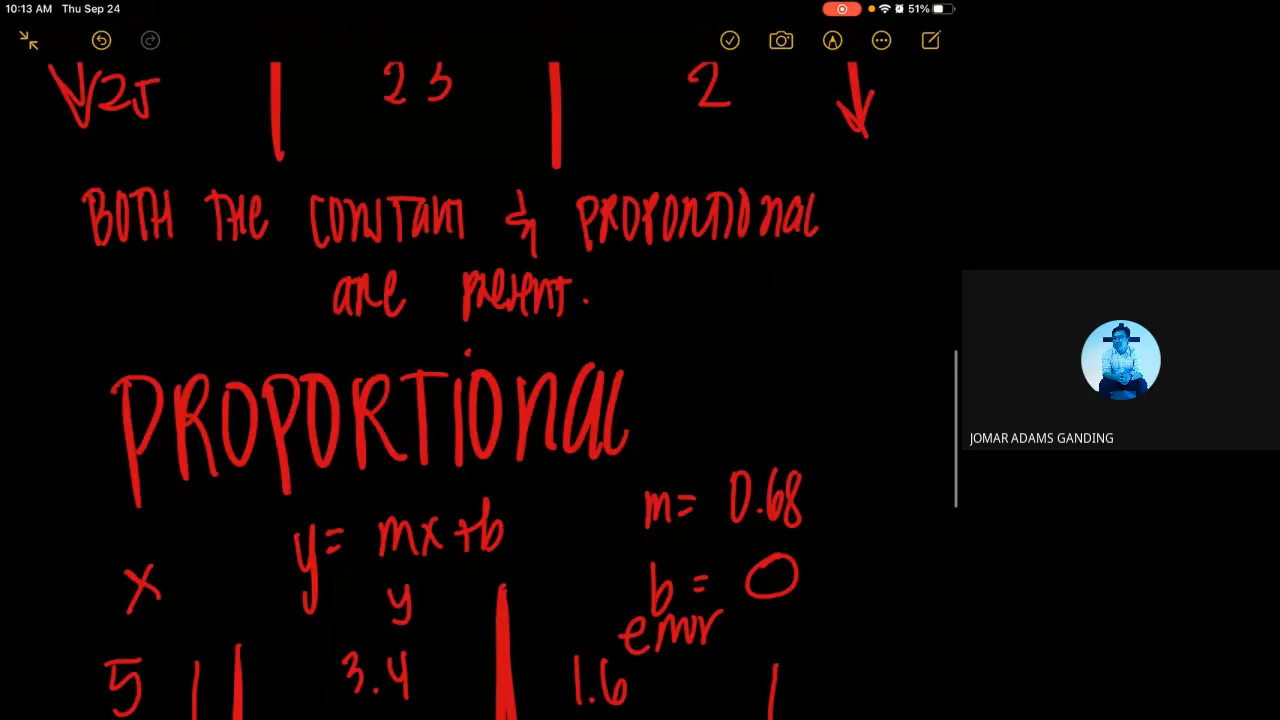 10:13 AM Thu Sep 24
51%
25 23 2
BOTH THE CONSTANT & PROPORTIONAL
are present.
PROPORTIONAL
y= mx+b
m= 0.68
b= 0
x y error
5 3.4 1.6
JOMAR ADAMS GANDING